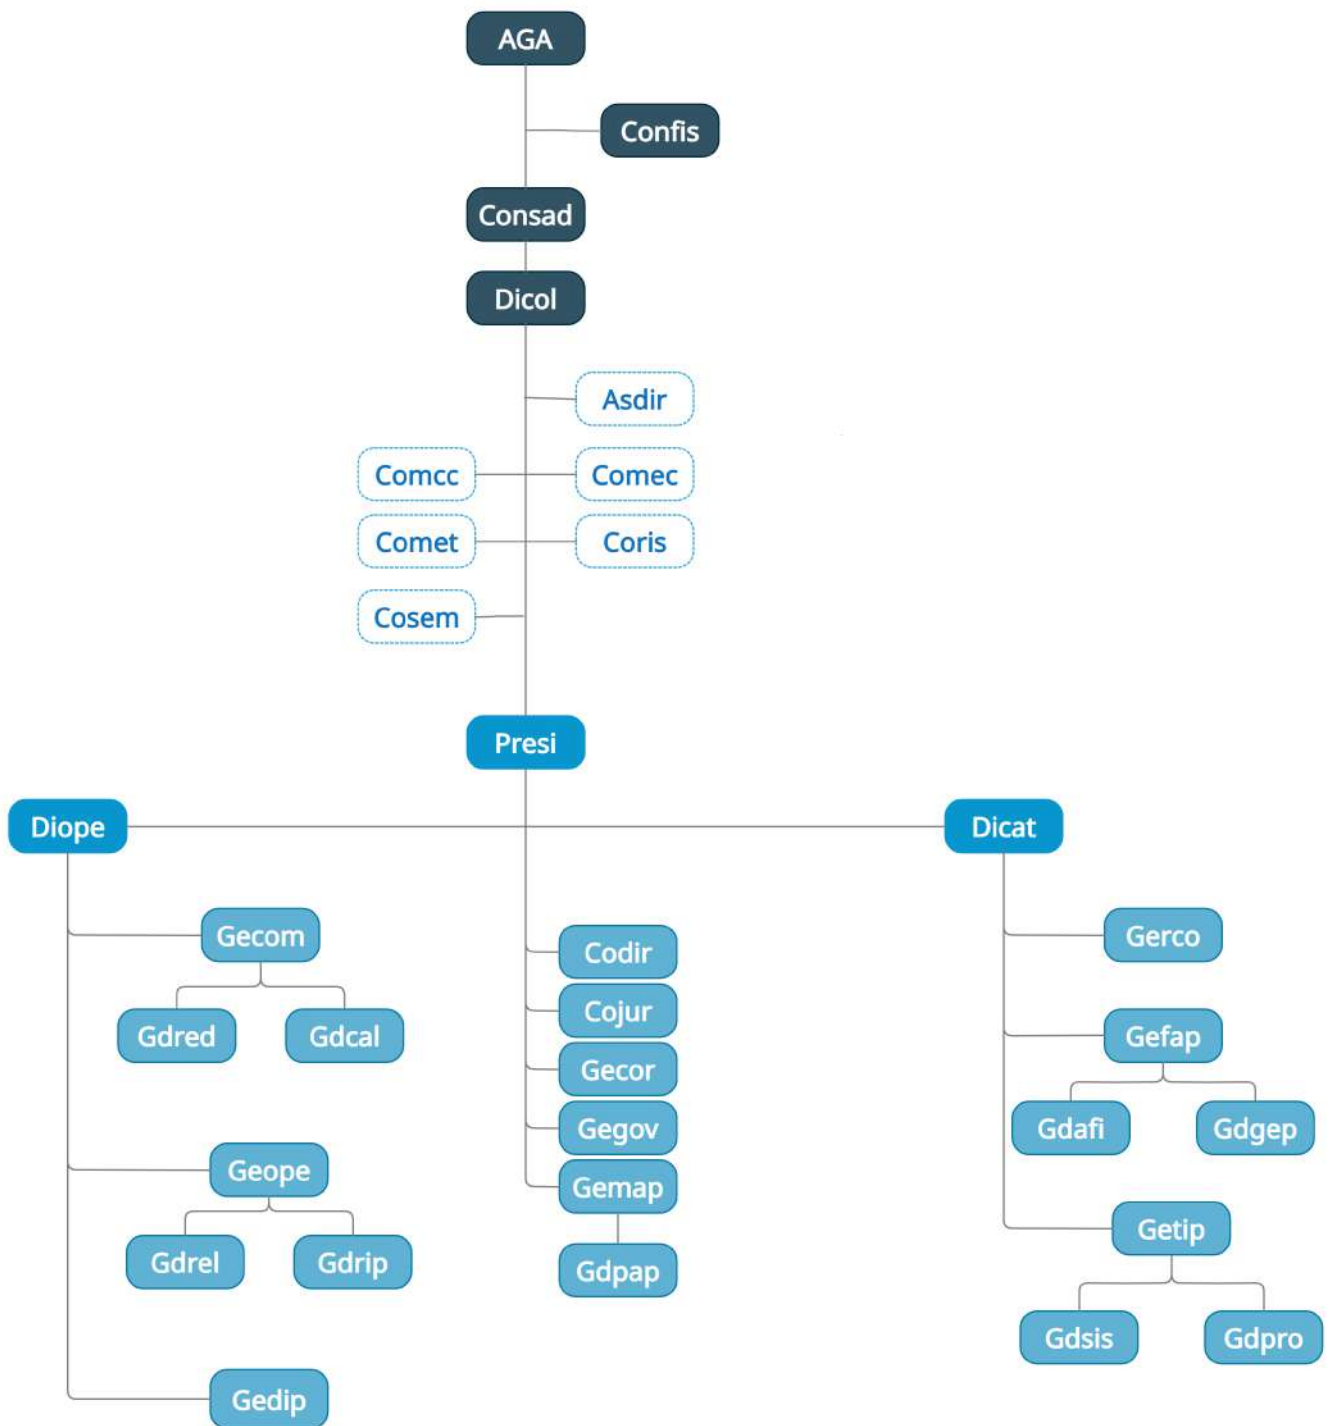 AGA
Confis
Consad
Dicol
Asdir
Comcc
Comec
Comet
Coris
Cosem
Presi
Diope
Dicat
Gecom
Gdred
Gdcal
Geope
Gdrel
Gdrip
Gedip
Codir
Cojur
Gecor
Gegov
Gemap
Gdpap
Gerco
Gefap
Gdafi
Gdgep
Getip
Gdsis
Gdpro